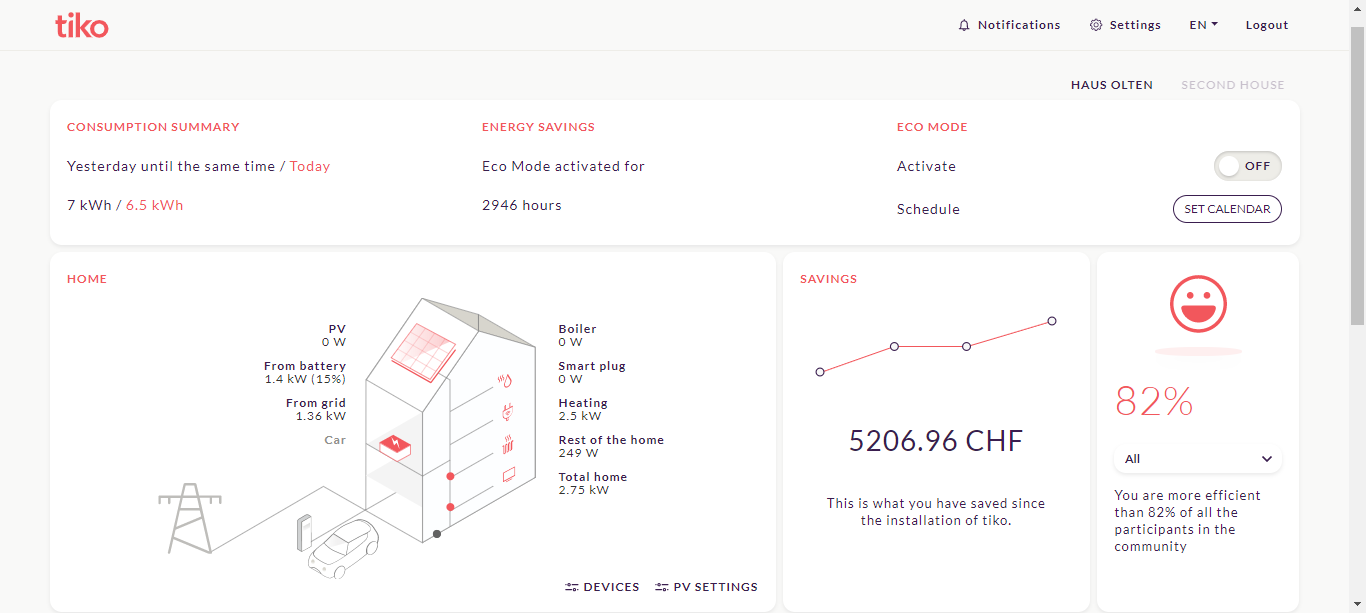 tiko
Notifications
Settings
EN
Logout
HAUS OLTEN
SECOND HOUSE
CONSUMPTION SUMMARY
Yesterday until the same time / Today
7 kWh / 6.5 kWh
ENERGY SAVINGS
Eco Mode activated for
2946 hours
ECO MODE
Activate
OFF
Schedule
SET CALENDAR
HOME
PV
0 W
From battery
1.4 kW (15%)
From grid
1.36 kW
Car
Boiler
0 W
Smart plug
0 W
Heating
2.5 kW
Rest of the home
249 W
Total home
2.75 kW
DEVICES
PV SETTINGS
SAVINGS
5206.96 CHF
This is what you have saved since
the installation of tiko.
82%
All
You are more efficient
than 82% of all the
participants in the
community